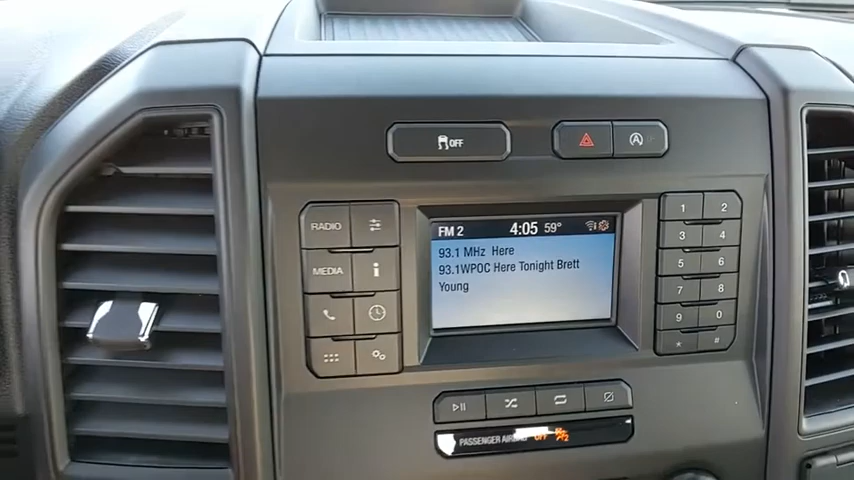 OFF
A
RADIO
MEDIA
i
FM 2 4:05 59°
93.1 MHz Here
93.1WPOC Here Tonight Brett
Young
1 2
3 4
5 6
7 8
9 0
* #
PASSENGER AIRBAG OFF